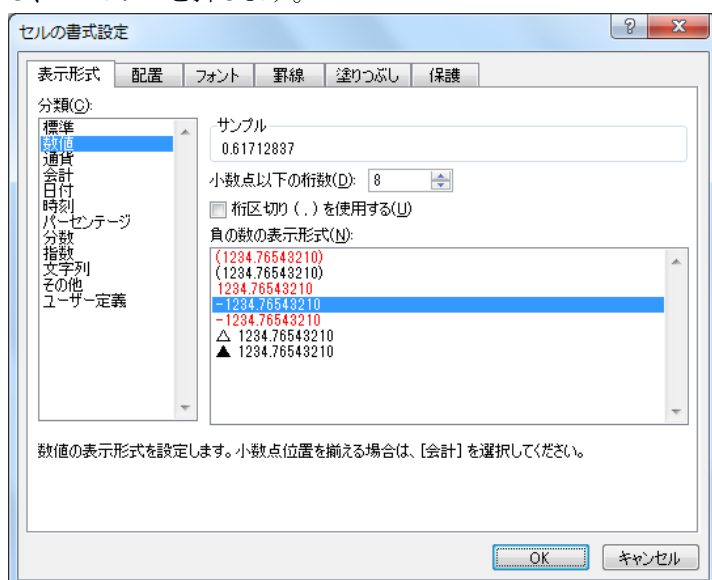 セルの書式設定
表示形式 配置 フォント 罫線 塗りつぶし 保護
分類(C):
標準
数値
通貨
会計
日付
時刻
パーセンテージ
分数
指数
文字列
その他
ユーザー定義
サンプル
0.61712837
小数点以下の桁数(D): 8
桁区切り ( , ) を使用する(U)
負の数の表示形式(N):
(1234.76543210)
(1234.76543210)
1234.76543210
-1234.76543210
-1234.76543210
△ 1234.76543210
▲ 1234.76543210
数値の表示形式を設定します。小数点位置を揃える場合は、[会計] を選択してください。
OK キャンセル